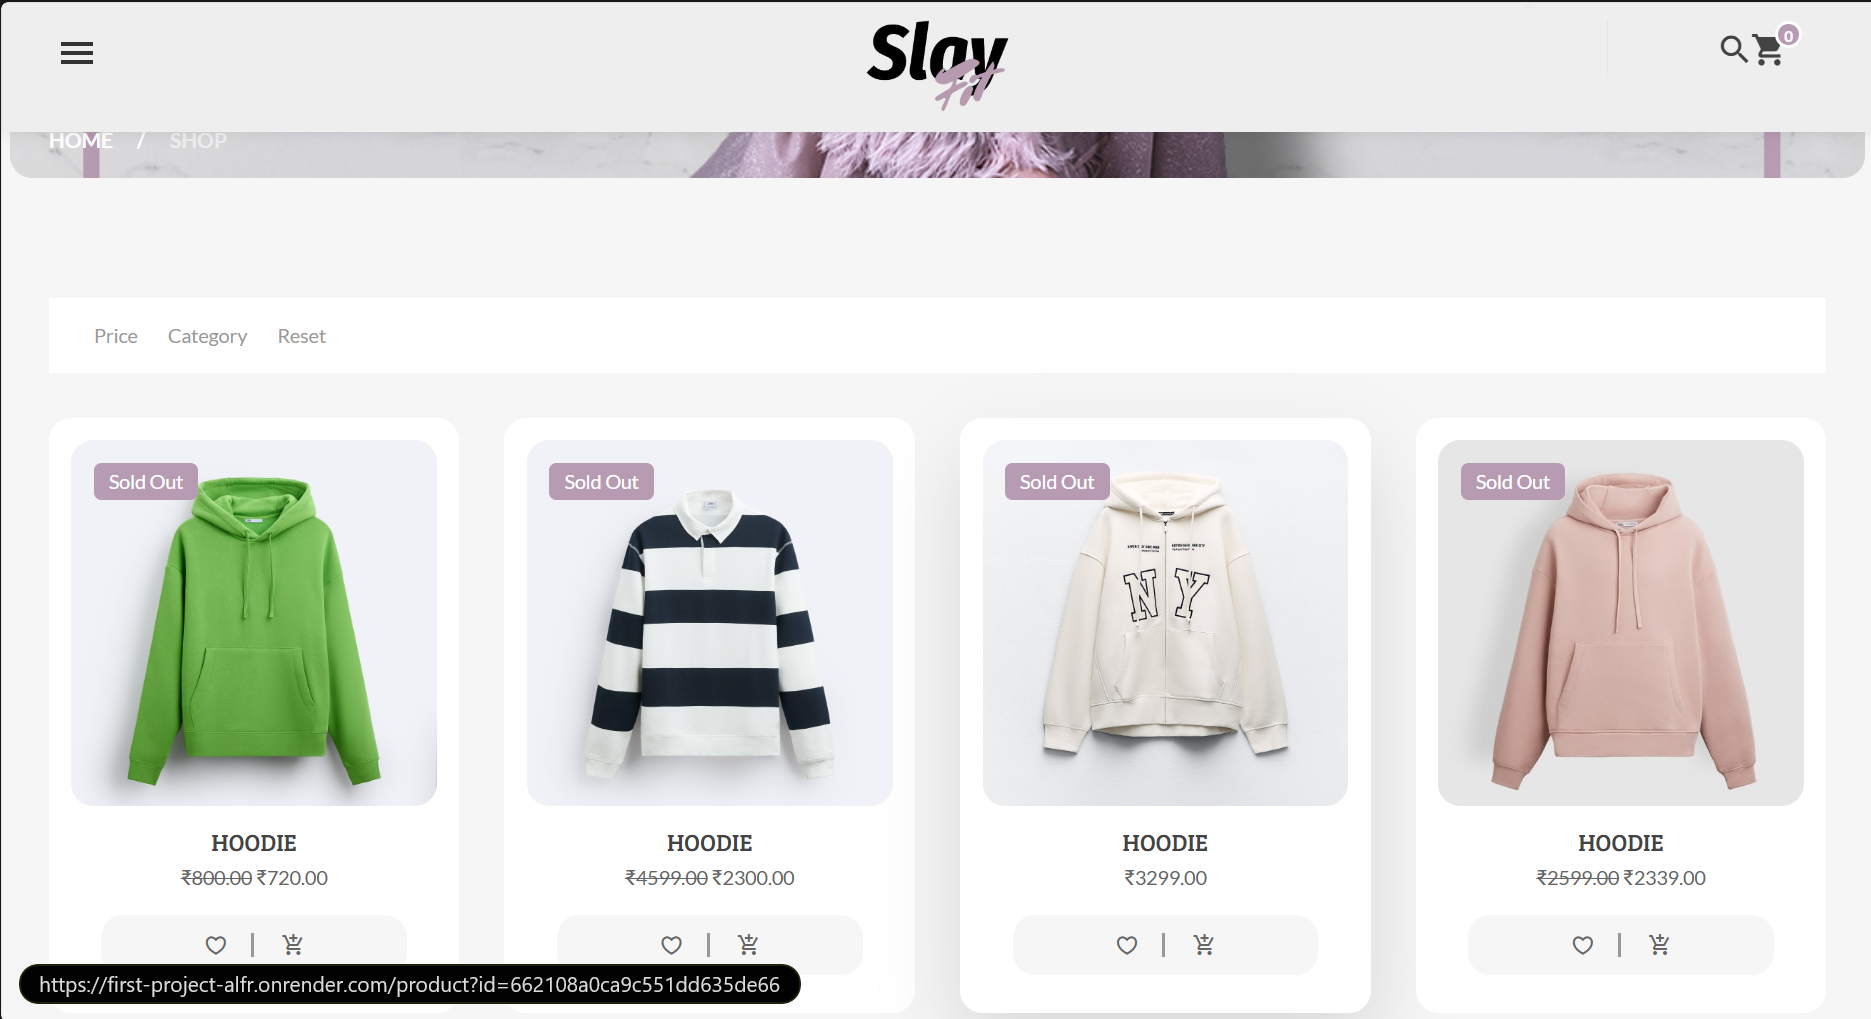 Slay
Fit
0
HOME / SHOP
Price Category Reset
Sold Out
Sold Out
Sold Out
Sold Out
NY
HOODIE
HOODIE
HOODIE
HOODIE
₹800.00 ₹720.00
₹4599.00 ₹2300.00
₹3299.00
₹2599.00 ₹2339.00
https://first-project-alfr.onrender.com/product?id=662108a0ca9c551dd635de66